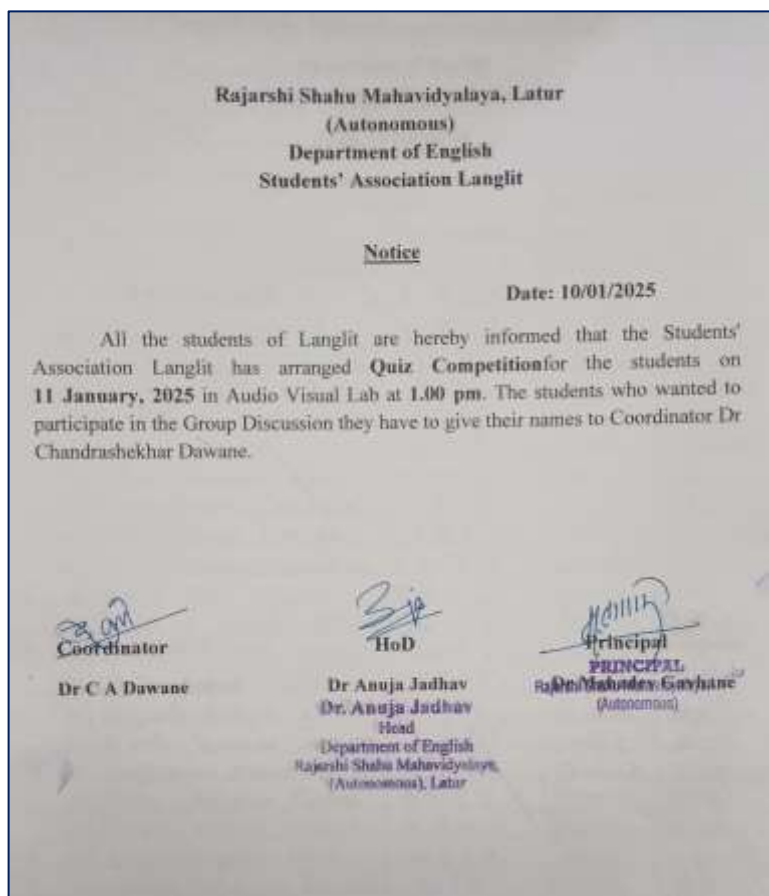 Rajarshi Shahu Mahavidyalaya, Latur
(Autonomous)
Department of English
Students' Association Langlit
Notice
Date: 10/01/2025
All the students of Langlit are hereby informed that the Students'
Association Langlit has arranged Quiz Competitionfor the students on
11 January, 2025 in Audio Visual Lab at 1.00 pm. The students who wanted to
participate in the Group Discussion they have to give their names to Coordinator Dr
Chandrashekhar Dawane.
Coordinator HoD Principal
Dr C A Dawane Dr Anuja Jadhav Dr Mahadev Gavhane
PRINCIPAL
(Autonomous)
Dr. Anuja Jadhav
Head
Department of English
Rajarshi Shahu Mahavidyalaya,
(Autonomous), Latur